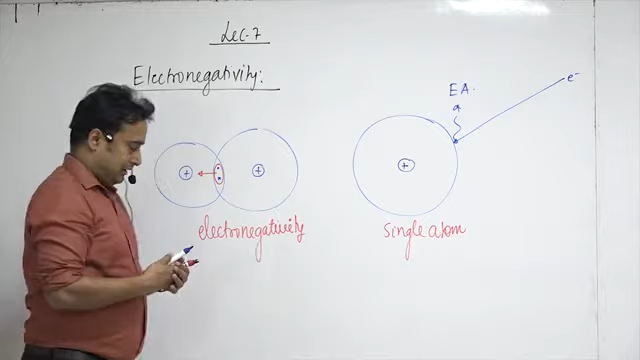 Lec-7
Electronegativity:
EA.
e-
+
+
+
electronegativity
single atom